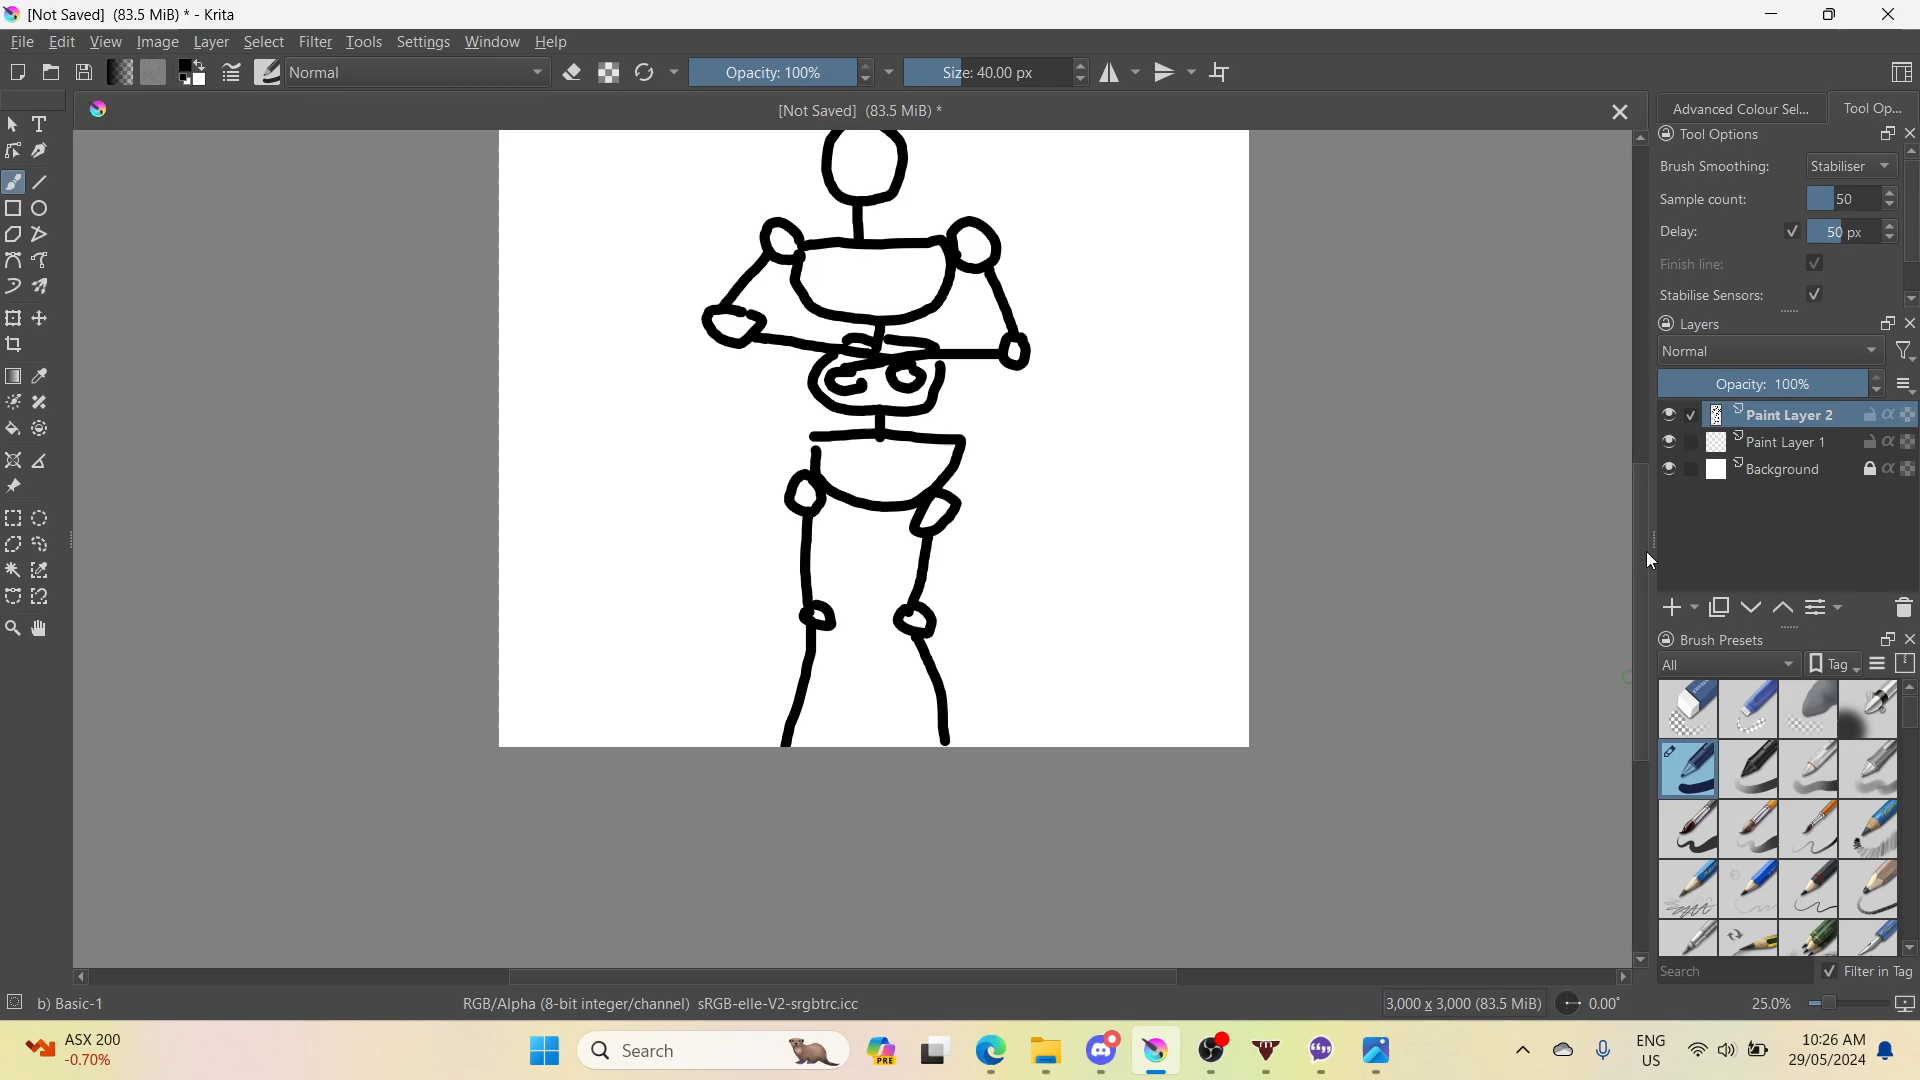 [Not Saved] (83.5 MiB) * - Krita
File Edit View Image Layer Select Filter Tools Settings Window Help
Normal Opacity: 100% Size: 40.00 px
[Not Saved] (83.5 MiB) *
Advanced Colour Sel... Tool Op...
Tool Options
Brush Smoothing: Stabiliser
Sample count: 50
Delay: 50 px
Finish line:
Stabilise Sensors:
Layers
Normal
Opacity: 100%
Paint Layer 2
Paint Layer 1
Background
Brush Presets
All Tag
Search Filter in Tag
b) Basic-1 RGB/Alpha (8-bit integer/channel) sRGB-elle-V2-srgbtrc.icc 3,000 x 3,000 (83.5 MiB) 0.00° 25.0%
ASX 200
-0.70%
Search
PRE
ENG
US
10:26 AM
29/05/2024